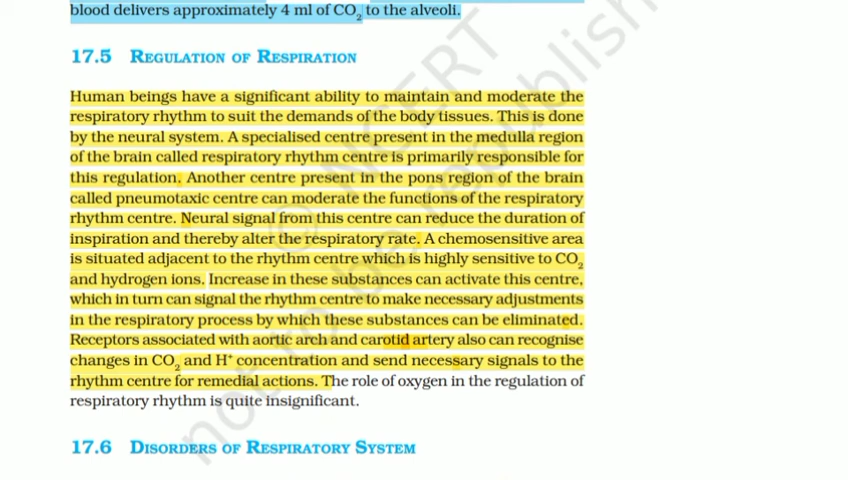 blood delivers approximately 4 ml of CO₂ to the alveoli.
17.5 REGULATION OF RESPIRATION
Human beings have a significant ability to maintain and moderate the
respiratory rhythm to suit the demands of the body tissues. This is done
by the neural system. A specialised centre present in the medulla region
of the brain called respiratory rhythm centre is primarily responsible for
this regulation. Another centre present in the pons region of the brain
called pneumotaxic centre can moderate the functions of the respiratory
rhythm centre. Neural signal from this centre can reduce the duration of
inspiration and thereby alter the respiratory rate. A chemosensitive area
is situated adjacent to the rhythm centre which is highly sensitive to CO₂
and hydrogen ions. Increase in these substances can activate this centre,
which in turn can signal the rhythm centre to make necessary adjustments
in the respiratory process by which these substances can be eliminated.
Receptors associated with aortic arch and carotid artery also can recognise
changes in CO₂ and H⁺ concentration and send necessary signals to the
rhythm centre for remedial actions. The role of oxygen in the regulation of
respiratory rhythm is quite insignificant.
17.6 DISORDERS OF RESPIRATORY SYSTEM
© NCERT
not to be republish